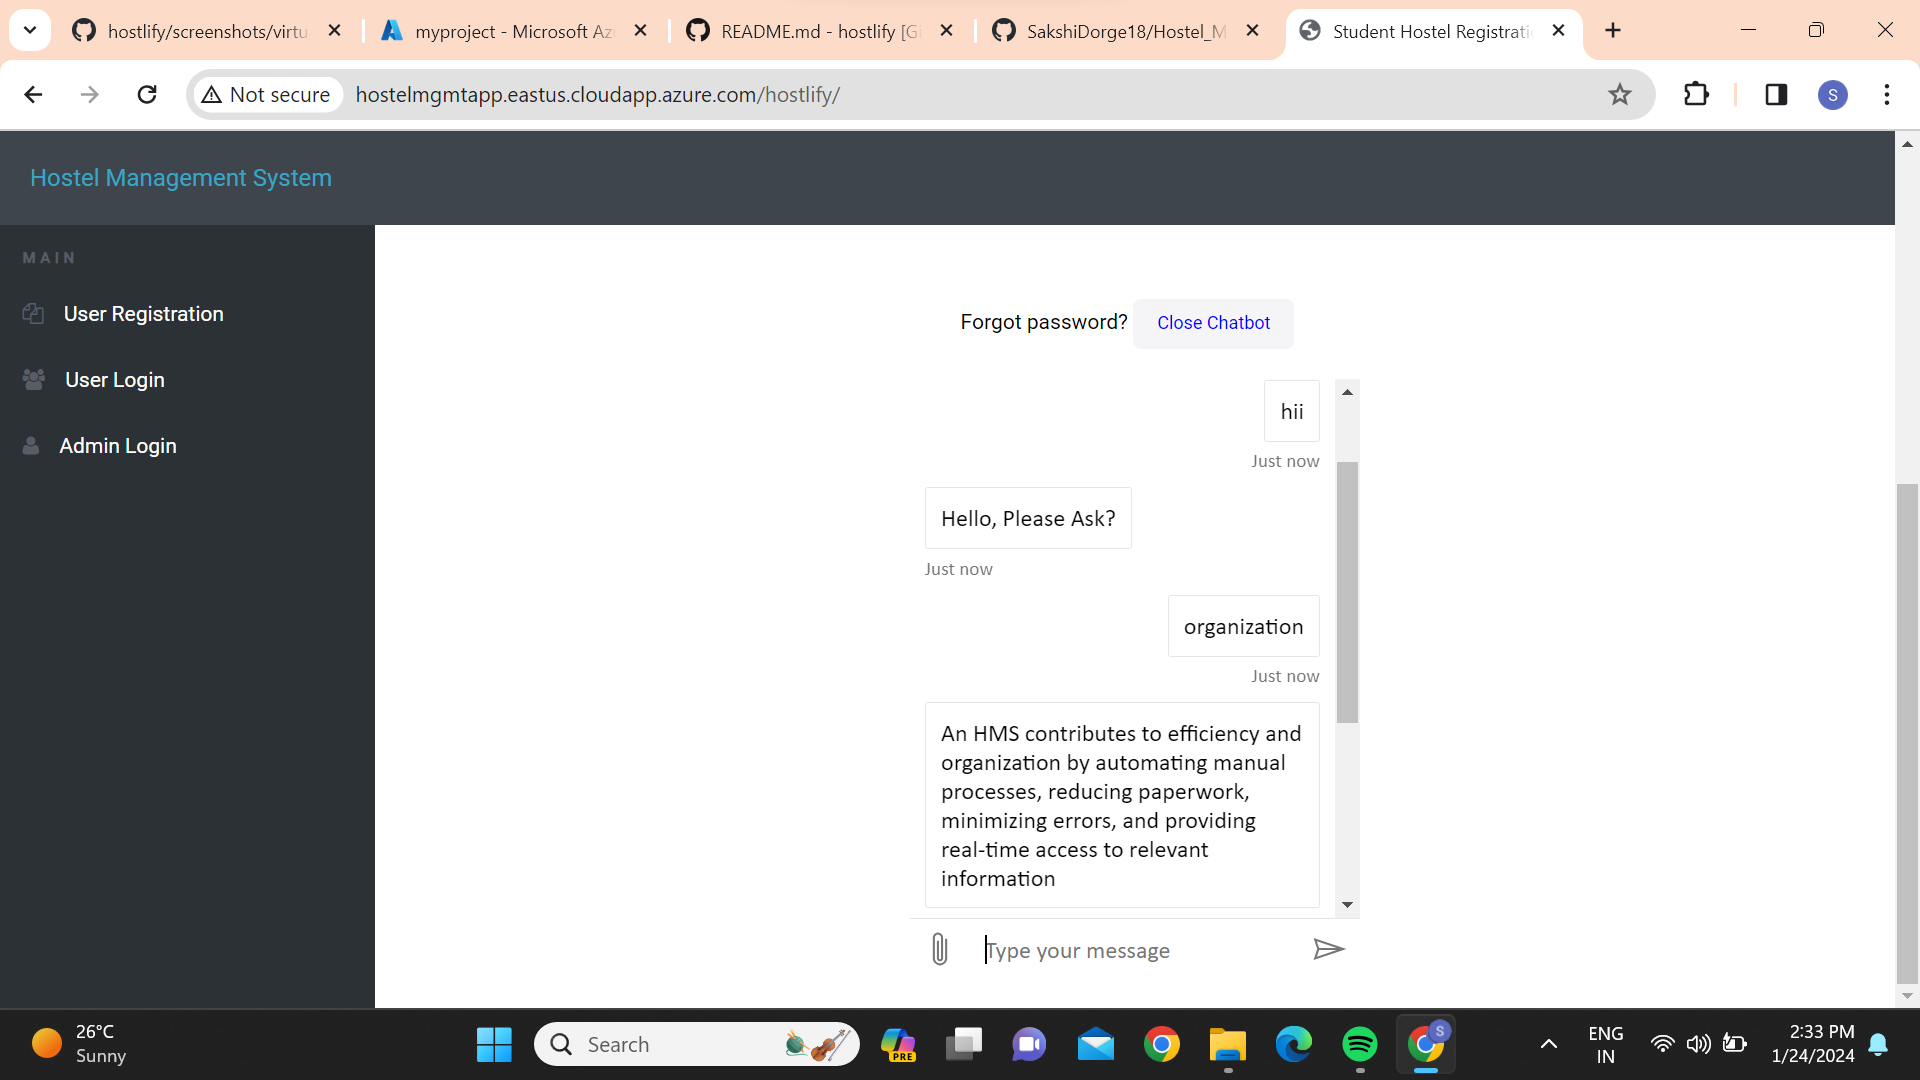 hostlify/screenshots/virtu
myproject - Microsoft Az
README.md - hostlify [Gi
SakshiDorge18/Hostel_M
Student Hostel Registrati
Not secure
hostelmgmtapp.eastus.cloudapp.azure.com/hostlify/
S
Hostel Management System
MAIN
User Registration
User Login
Admin Login
Forgot password? Close Chatbot
hii
Just now
Hello, Please Ask?
Just now
organization
Just now
An HMS contributes to efficiency and
organization by automating manual
processes, reducing paperwork,
minimizing errors, and providing
real-time access to relevant
information
Type your message
26°C
Sunny
Search
PRE
S
ENG
IN
2:33 PM
1/24/2024